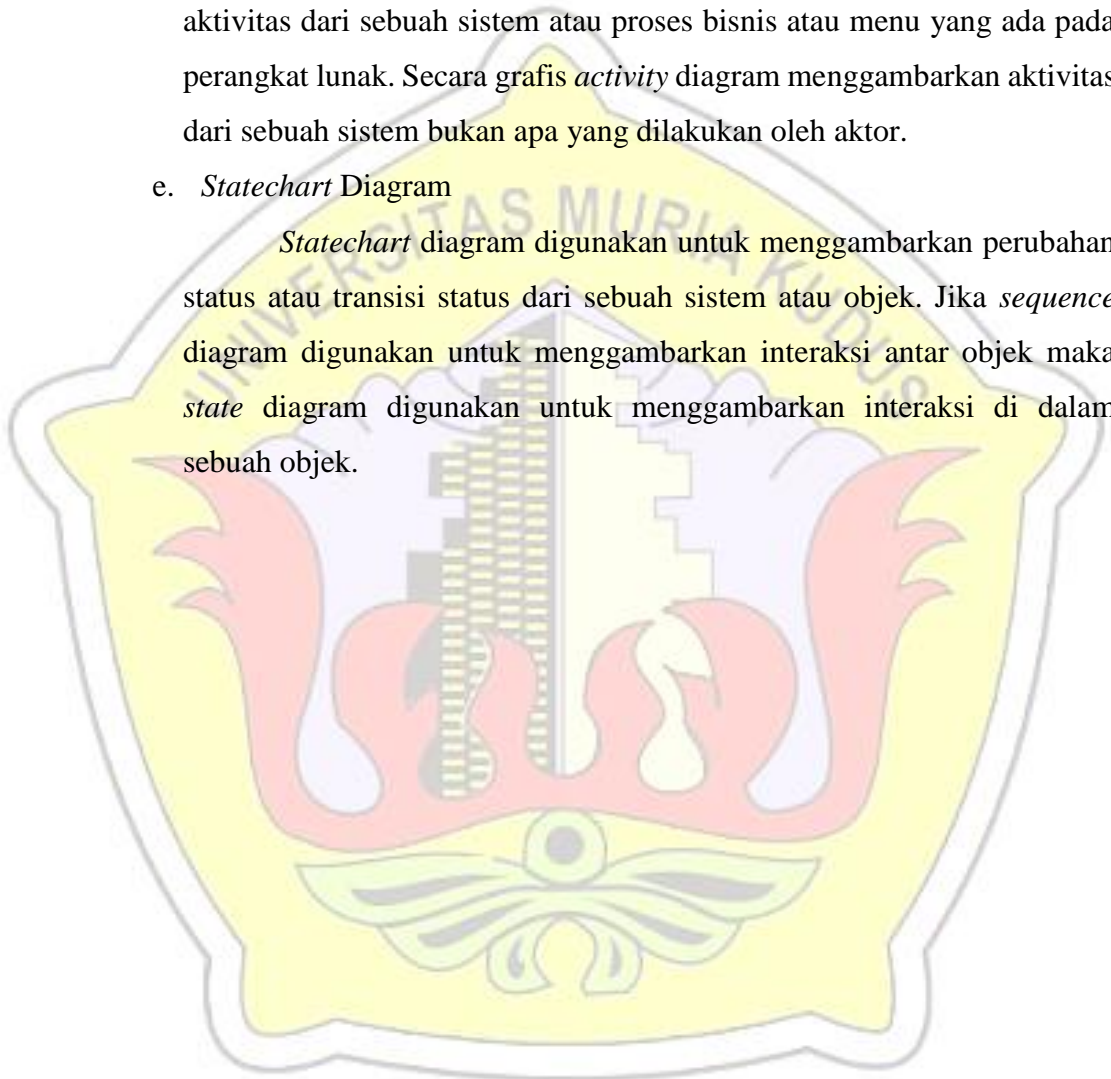 aktivitas dari sebuah sistem atau proses bisnis atau menu yang ada pada
perangkat lunak. Secara grafis activity diagram menggambarkan aktivitas
dari sebuah sistem bukan apa yang dilakukan oleh aktor.
e. Statechart Diagram
UNIVERSITAS MURIA KUDUS
Statechart diagram digunakan untuk menggambarkan perubahan
status atau transisi status dari sebuah sistem atau objek. Jika sequence
diagram digunakan untuk menggambarkan interaksi antar objek maka
state diagram digunakan untuk menggambarkan interaksi di dalam
sebuah objek.